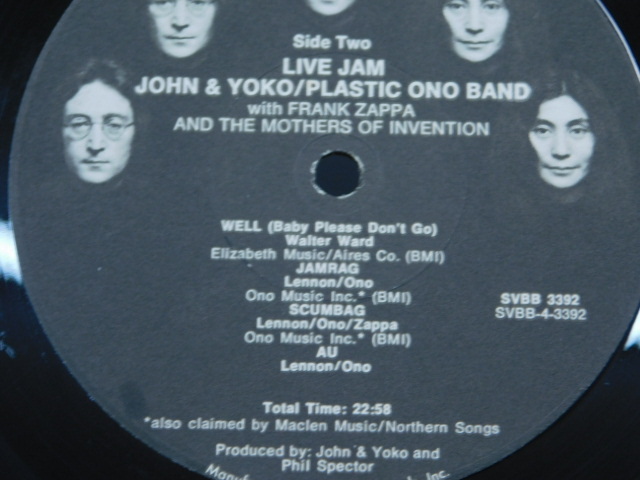 Side Two
LIVE JAM
JOHN & YOKO/PLASTIC ONO BAND
with FRANK ZAPPA
AND THE MOTHERS OF INVENTION
WELL (Baby Please Don't Go)
Walter Ward
Elizabeth Music/Aires Co. (BMI)
JAMRAG
Lennon/Ono
Ono Music Inc.* (BMI)
SCUMBAG
Lennon/Ono/Zappa
Ono Music Inc.* (BMI)
AU
Lennon/Ono
SVBB 3392
SVBB-4-3392
Total Time: 22:58
*also claimed by Maclen Music/Northern Songs
Produced by: John & Yoko and
Phil Spector
Inc.